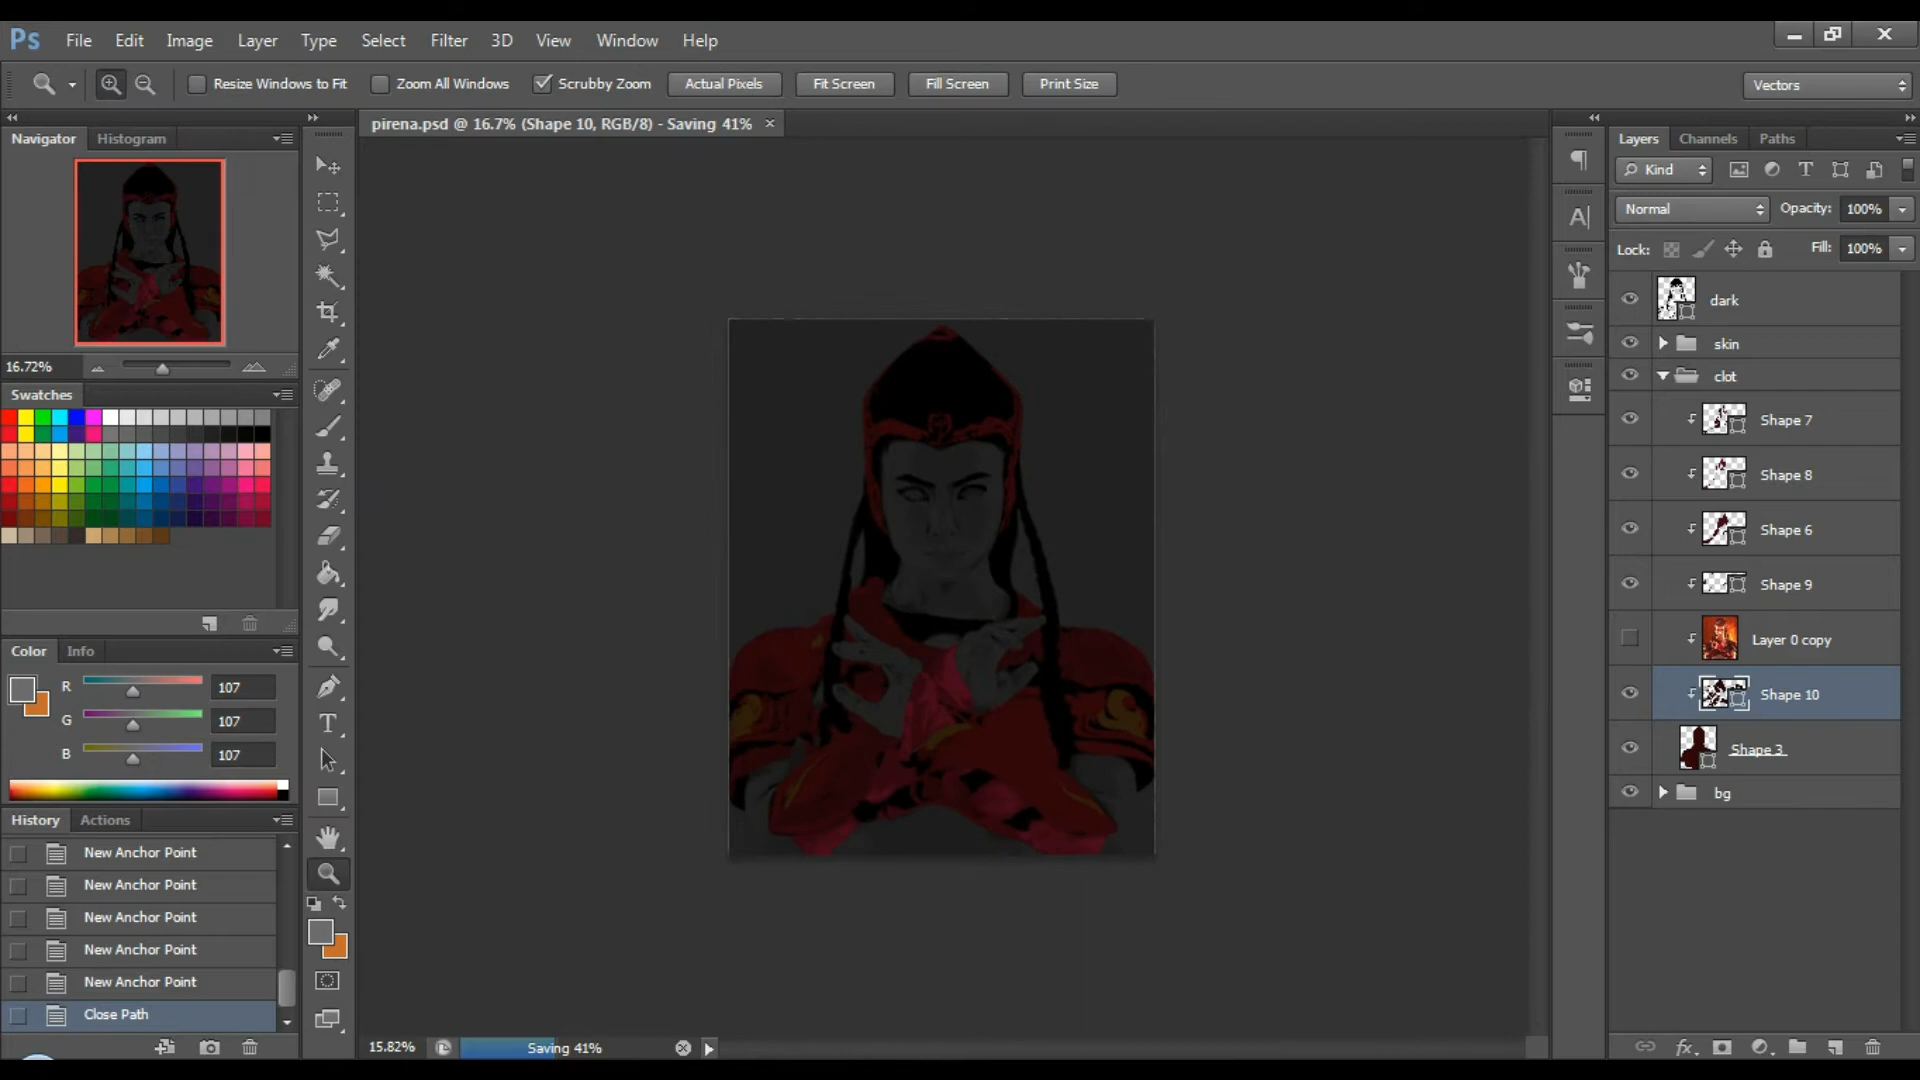 Ps File Edit Image Layer Type Select Filter 3D View Window Help
Resize Windows to Fit Zoom All Windows Scrubby Zoom Actual Pixels Fit Screen Fill Screen Print Size Vectors
Navigator Histogram
pirena.psd @ 16.7% (Shape 10, RGB/8) - Saving 41%
Layers Channels Paths
Kind
Normal Opacity: 100%
Lock: Fill: 100%
dark
skin
clot
Shape 7
Shape 8
Shape 6
Shape 9
Layer 0 copy
Shape 10
Shape 3
bg
16.72%
Swatches
Color Info
R 107
G 107
B 107
History Actions
New Anchor Point
New Anchor Point
New Anchor Point
New Anchor Point
New Anchor Point
Close Path
15.82% Saving 41%